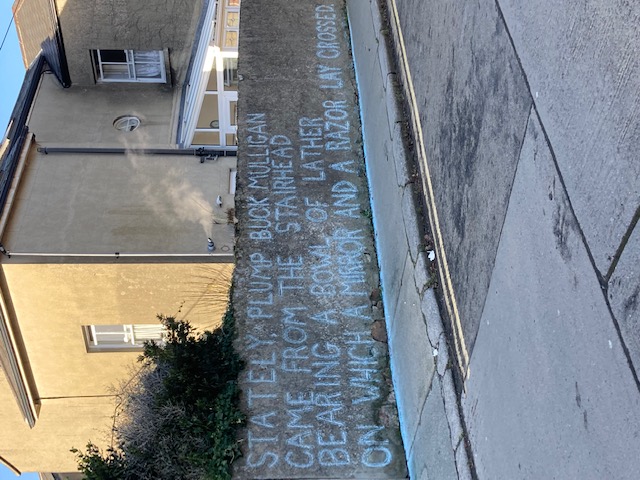 STATELY, PLUMP BUCK MULLIGAN
CAME FROM THE STAIRHEAD
BEARING A BOWL OF LATHER
ON WHICH A MIRROR AND A RAZOR LAY CROSSED.